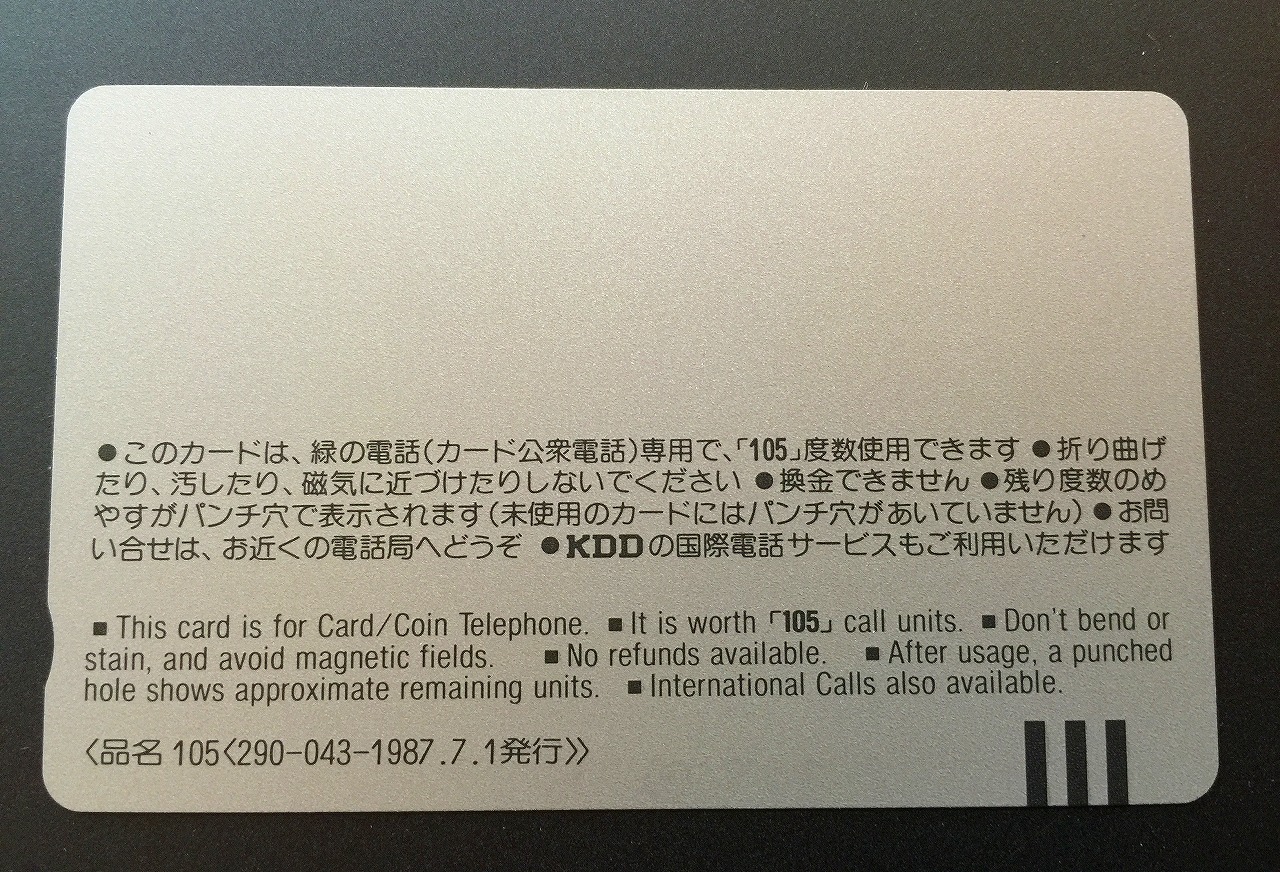 ●このカードは、緑の電話(カード公衆電話)専用で、「105」度数使用できます ●折り曲げ
たり、汚したり、磁気に近づけたりしないでください ●換金できません ●残り度数のめ
やすがパンチ穴で表示されます(未使用のカードにはパンチ穴があいていません) ●お問
い合せは、お近くの電話局へどうぞ ●KDDの国際電話サービスもご利用いただけます
■This card is for Card/Coin Telephone. ■It is worth「105」call units. ■Don't bend or
stain, and avoid magnetic fields. ■No refunds available. ■After usage, a punched
hole shows approximate remaining units. ■International Calls also available.
〈品名 105〈290-043-1987.7.1発行〉〉